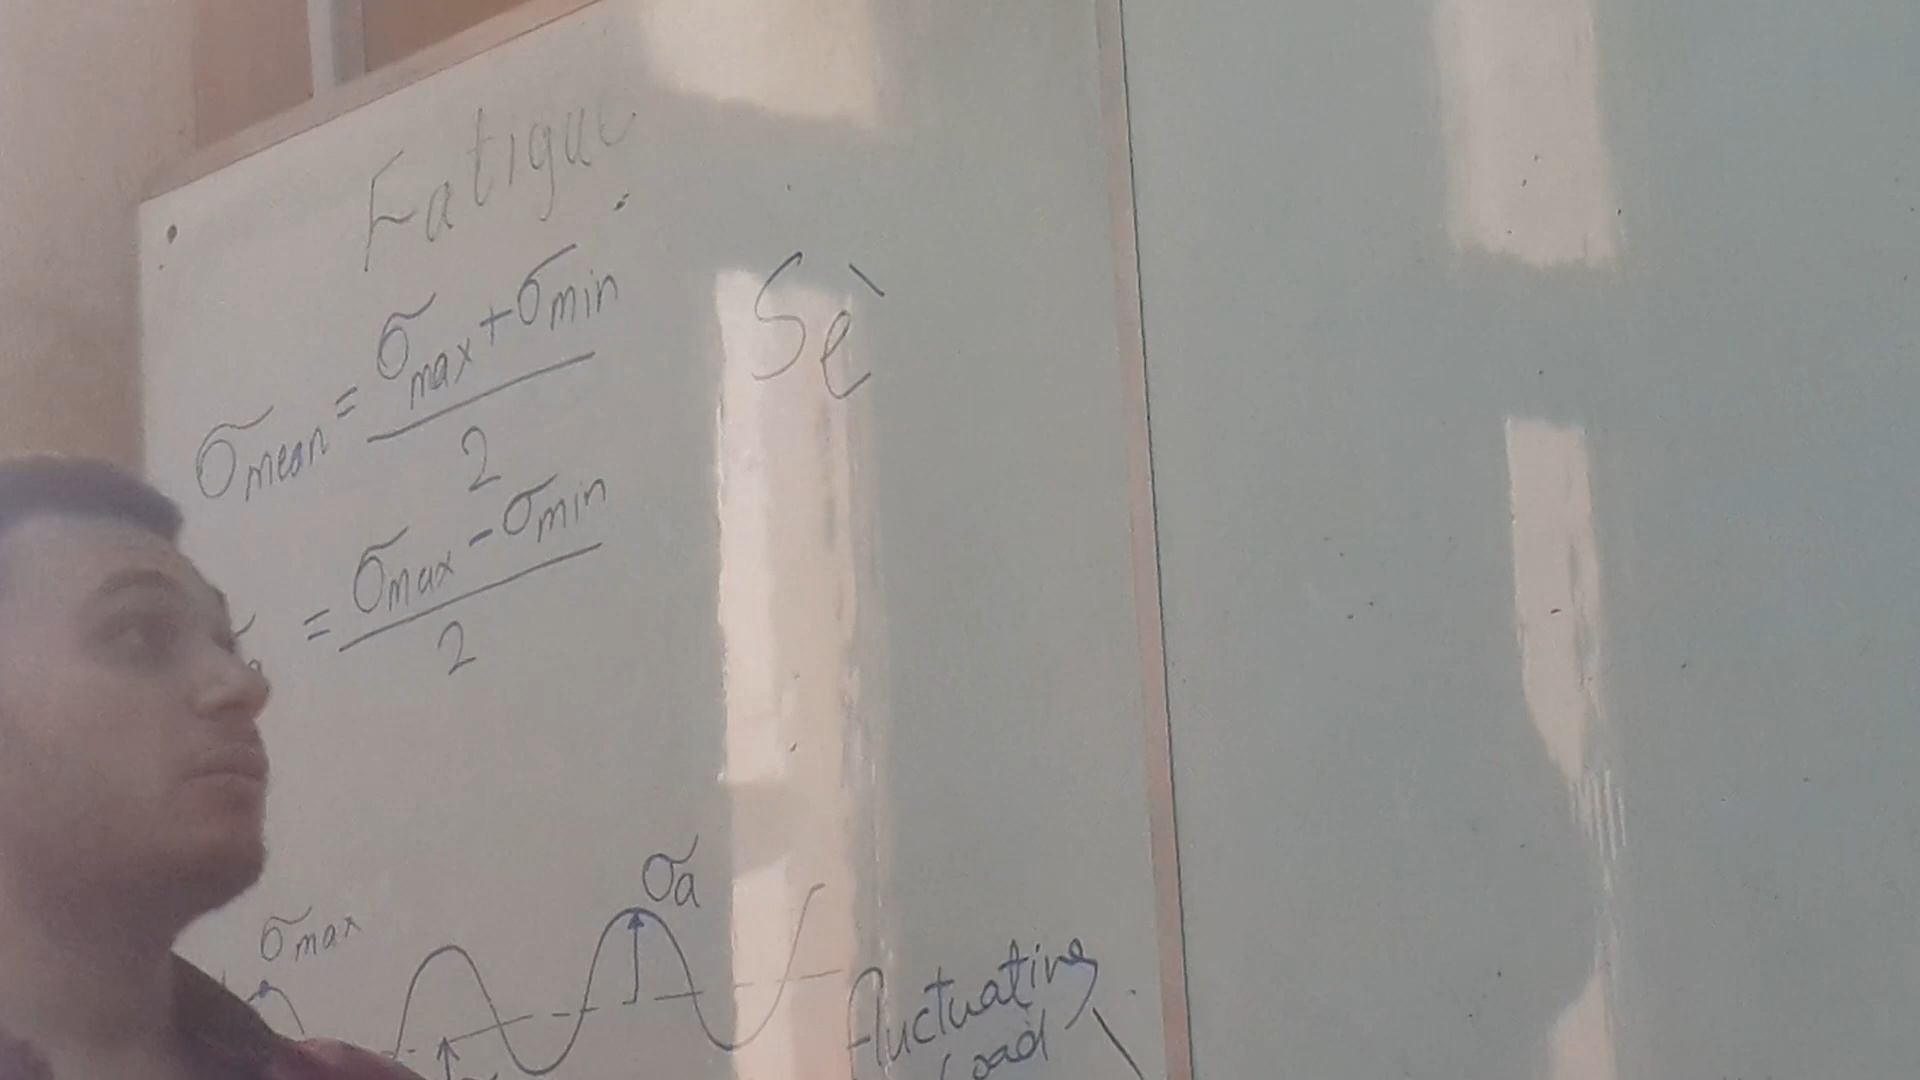 Fatigue
σmean = σmax + σmin
2
Se'
= σmax - σmin
2
σa
σmax
fluctuating
load